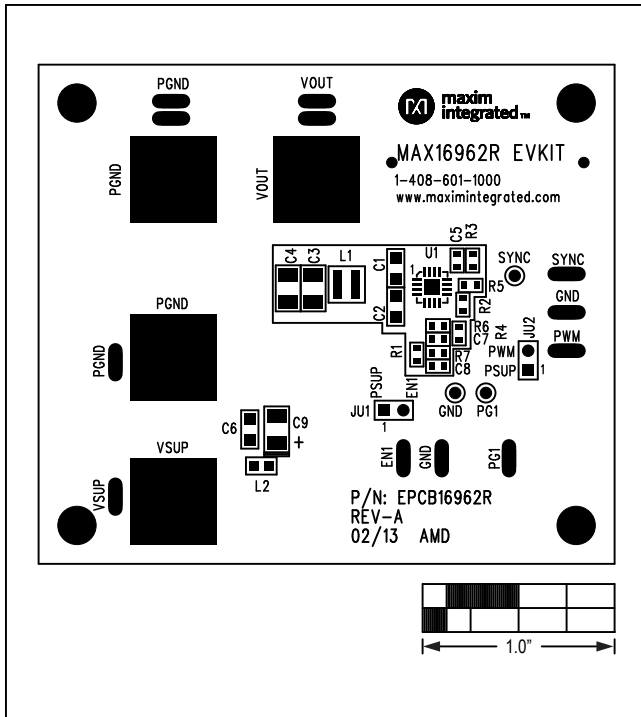 PGND
VOUT
maxim
integrated™
PGND
VOUT
MAX16962R EVKIT
1-408-601-1000
www.maximintegrated.com
C4
C3
L1
C1
U1
1
C5
R3
SYNC
SYNC
R5
GND
C2
R2
PGND
R6
C7
R4
JU2
PWM
PWM
PGND
R1
R7
C8
PSUP
1
PSUP
EN1
JU1
1
GND
PG1
C6
C9
+
VSUP
L2
EN1
GND
PG1
VSUP
P/N: EPCB16962R
REV-A
02/13 AMD
1.0”